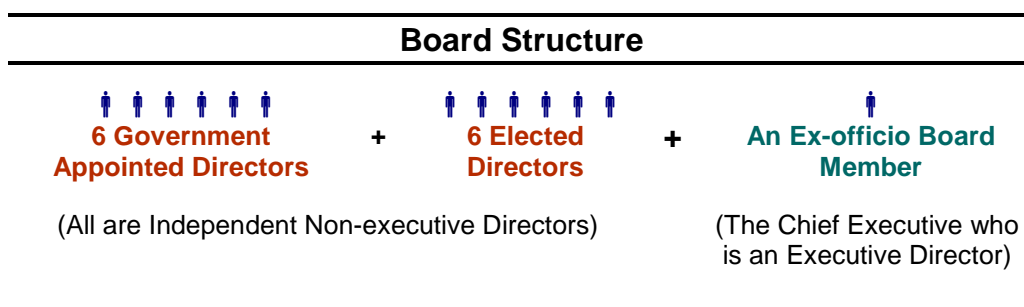 Board Structure
6 Government
Appointed Directors
+
6 Elected
Directors
+
An Ex-officio Board
Member
(All are Independent Non-executive Directors)
(The Chief Executive who
is an Executive Director)